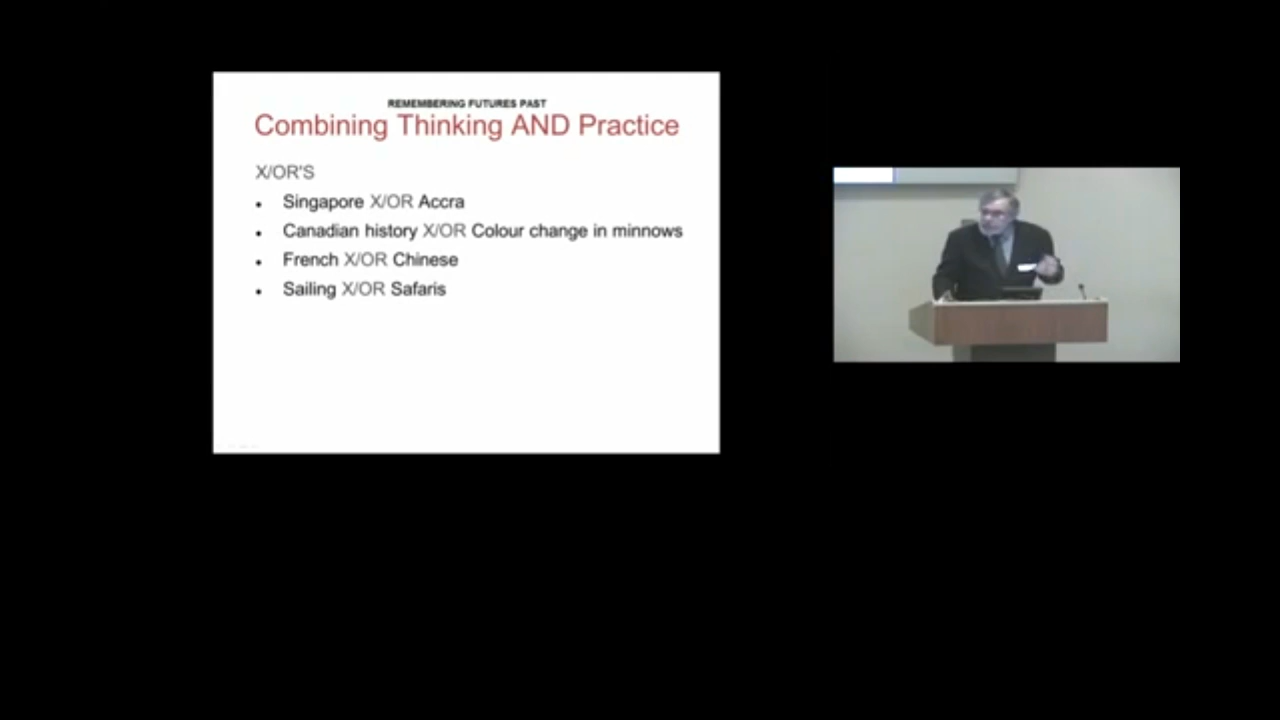 REMEMBERING FUTURES PAST
Combining Thinking AND Practice
X/OR'S
• Singapore X/OR Accra
• Canadian history X/OR Colour change in minnows
• French X/OR Chinese
• Sailing X/OR Safaris